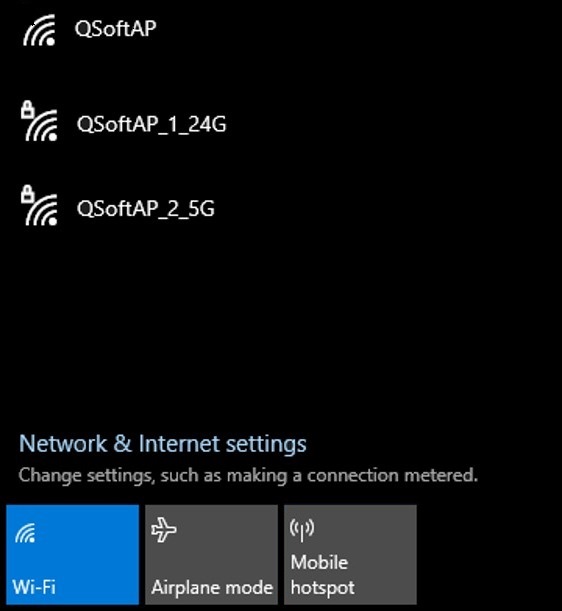 QSoftAP
QSoftAP_1_24G
QSoftAP_2_5G
Network & Internet settings
Change settings, such as making a connection metered.
Wi-Fi
Airplane mode
Mobile
hotspot